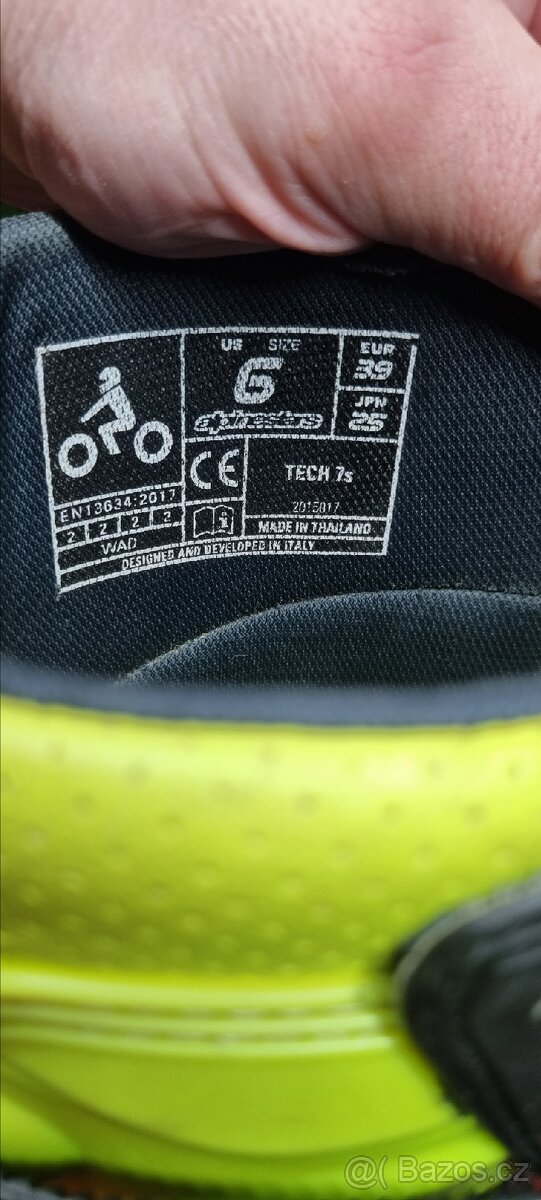 US SIZE
6
alpinestars
EUR
39
JPN
25
EN13634:2017
2 2 2 2
WAD
CE
i
TECH 7s
2015017
MADE IN THAILAND
DESIGNED AND DEVELOPED IN ITALY
Bazos.cz